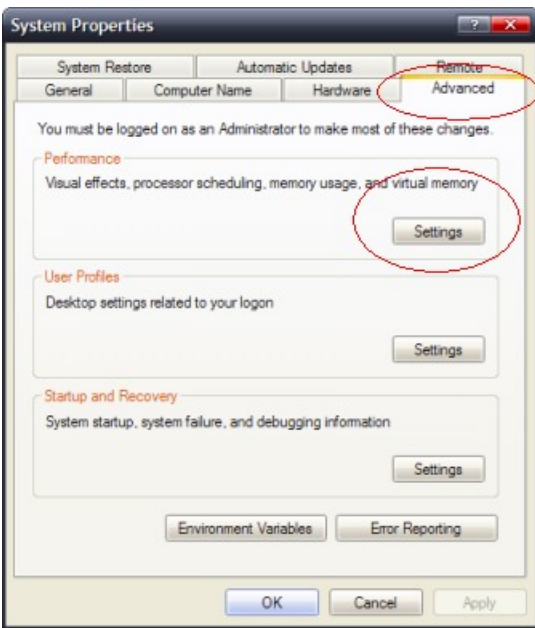 System Properties
System Restore Automatic Updates Remote
General Computer Name Hardware Advanced
You must be logged on as an Administrator to make most of these changes.
Performance
Visual effects, processor scheduling, memory usage, and virtual memory
Settings
User Profiles
Desktop settings related to your logon
Settings
Startup and Recovery
System startup, system failure, and debugging information
Settings
Environment Variables Error Reporting
OK Cancel Apply